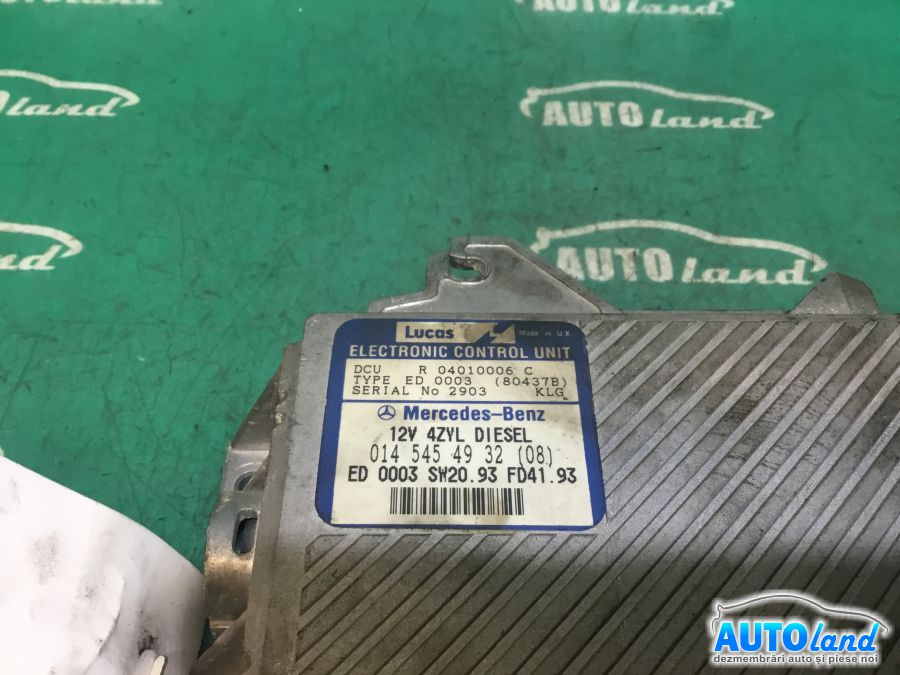 AUTOland
AUTOland
AUTOland
Lucas
Made in U.K
ELECTRONIC CONTROL UNIT
DCU R 04010006 C
TYPE ED 0003 (80437B)
SERIAL No 2903 KLG
Mercedes-Benz
12V 4ZYL DIESEL
014 545 49 32 (08)
ED 0003 SW20.93 FD41.93
AUTOland
dezmembrări auto și piese noi